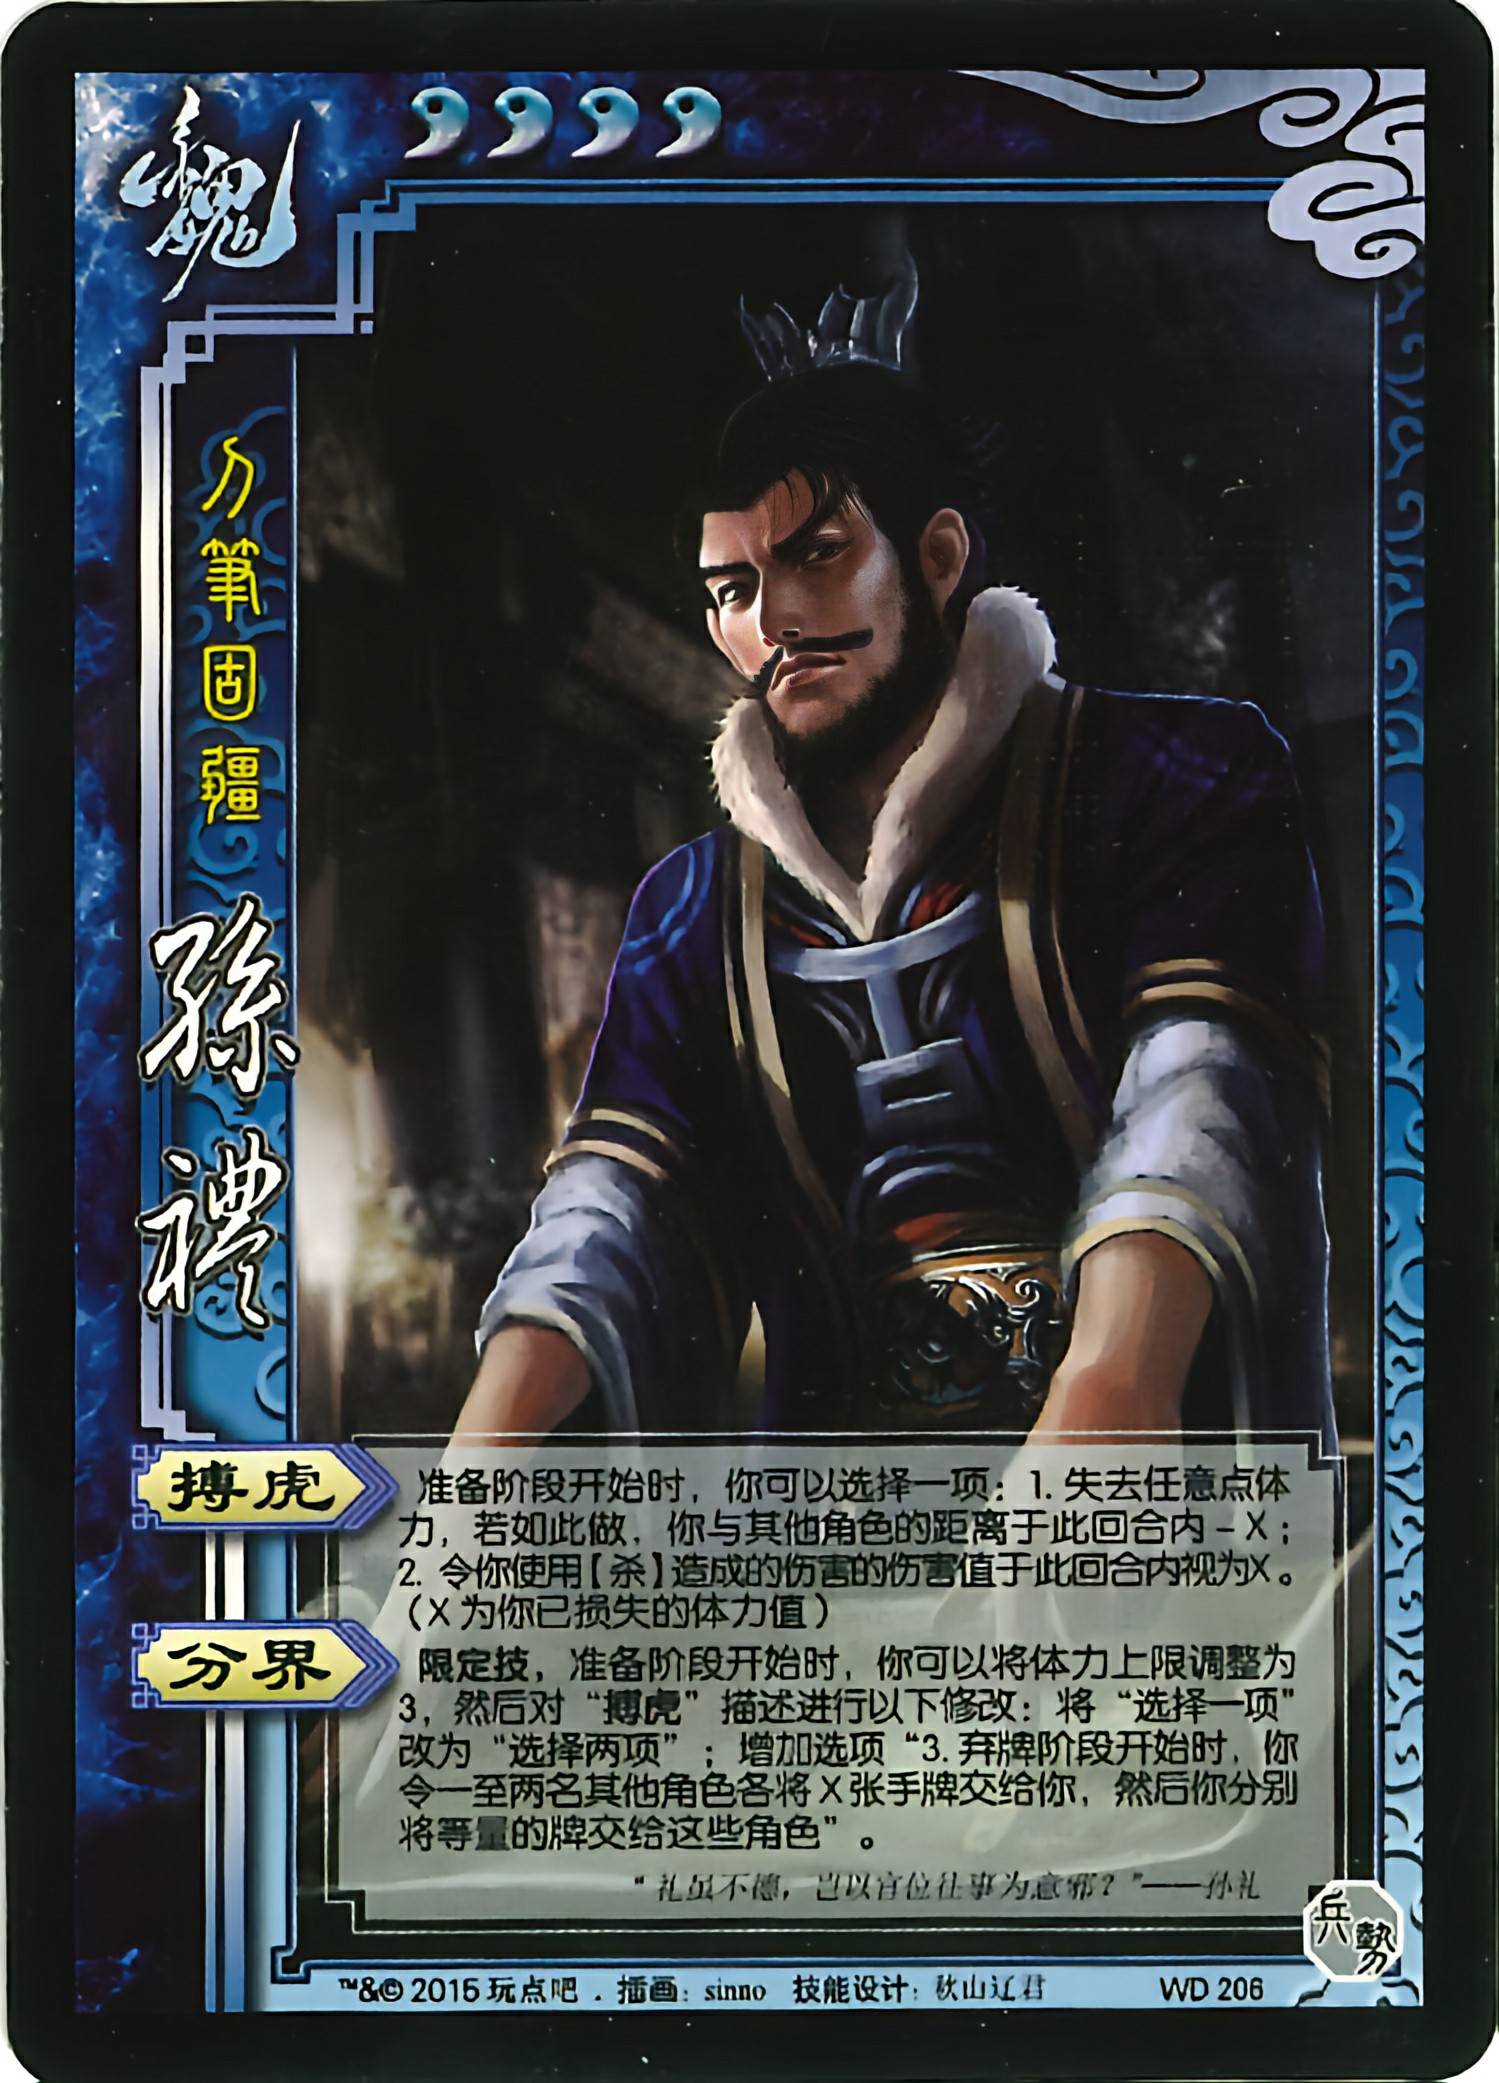 魏
刀筆固疆
孫禮
搏虎
准备阶段开始时，你可以选择一项：1. 失去任意点体
力，若如此做，你与其他角色的距离于此回合内－X；
2. 令你使用【杀】造成的伤害的伤害值于此回合内视为X。
（X为你已损失的体力值）
分界
限定技，准备阶段开始时，你可以将体力上限调整为
3，然后对“搏虎”描述进行以下修改：将“选择一项”
改为“选择两项”；增加选项“3. 弃牌阶段开始时，你
令一至两名其他角色各将X张手牌交给你，然后你分别
将等量的牌交给这些角色”。
“礼虽不德，岂以官位往事为意邪？”——孙礼
兵勢
™&© 2015 玩点吧 . 插画：sinno 技能设计：秋山辽君 WD 206